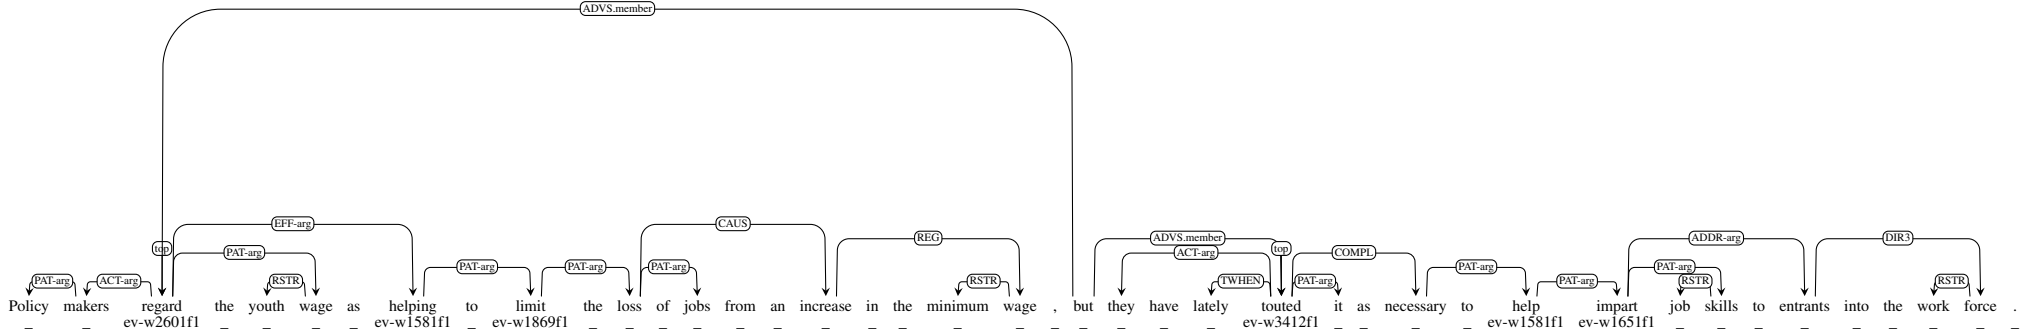 ADVS.member
EFF-arg CAUS
REG ADVS.member ADDR-arg DIR3
top PAT-arg ACT-arg top COMPL
PAT-arg PAT-arg PAT-arg PAT-arg PAT-arg PAT-arg
PAT-arg ACT-arg RSTR RSTR TWHEN PAT-arg RSTR RSTR
Policy makers regard the youth wage as helping to limit the loss of jobs from an increase in the minimum wage , but they have lately touted it as necessary to help impart job skills to entrants into the work force .
_ _ ev-w2601f1 _ _ _ _ ev-w1581f1 _ ev-w1869f1 _ _ _ _ _ _ _ _ _ _ _ _ _ _ _ _ ev-w3412f1 _ _ _ _ ev-w1581f1 ev-w1651f1 _ _ _ _ _ _ _ _ _